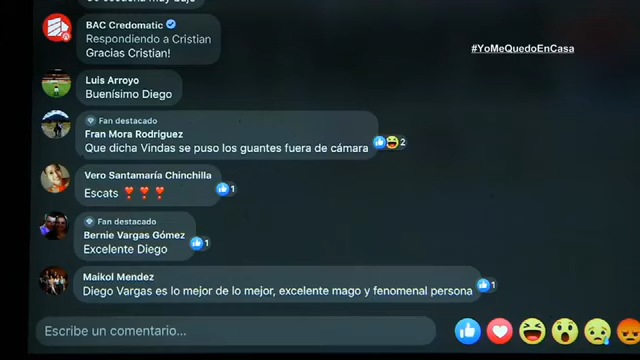 BAC Credomatic
Respondiendo a Cristian
Gracias Cristian!
#YoMeQuedoEnCasa
Luis Arroyo
Buenísimo Diego
Fan destacado
Fran Mora Rodriguez
Que dicha Vindas se puso los guantes fuera de cámara
2
Vero Santamaría Chinchilla
Escats
1
Fan destacado
Bernie Vargas Gómez
Excelente Diego
1
Maikol Mendez
Diego Vargas es lo mejor de lo mejor, excelente mago y fenomenal persona
1
Escribe un comentario...